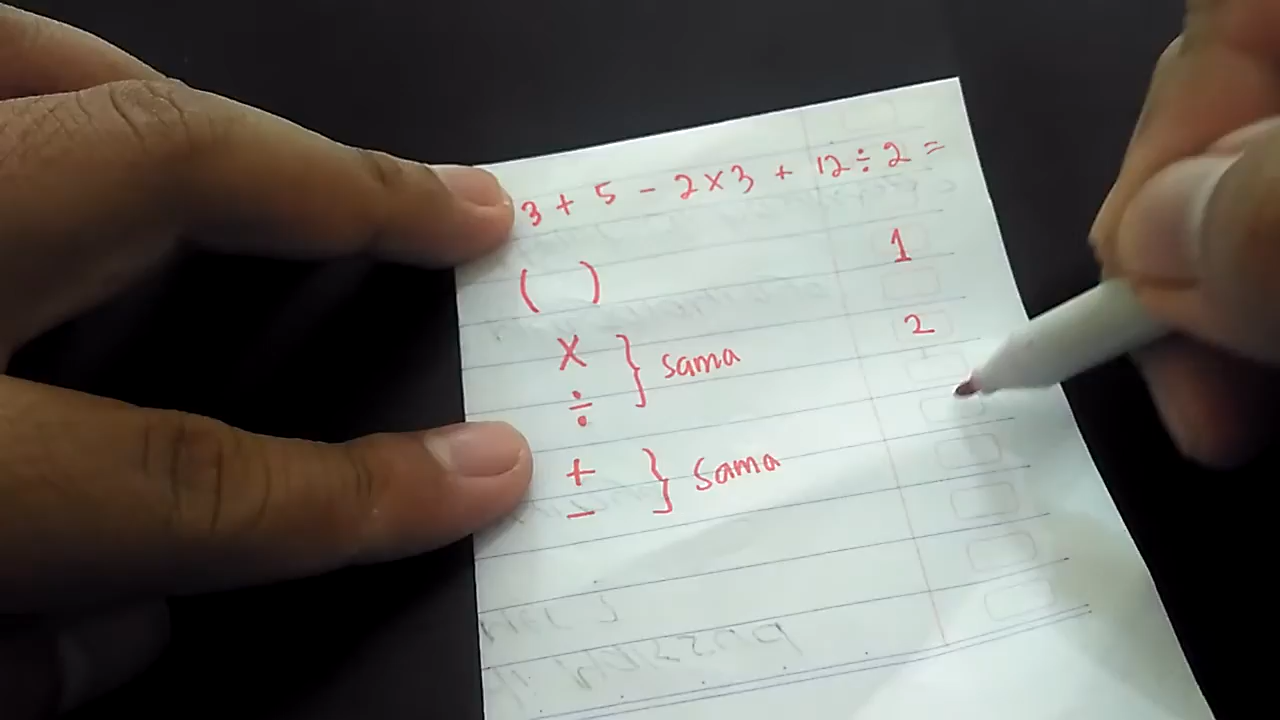 3 + 5 - 2 × 3 + 12 ÷ 2 =
( ) 1
× } sama 2
÷
+ } sama
-